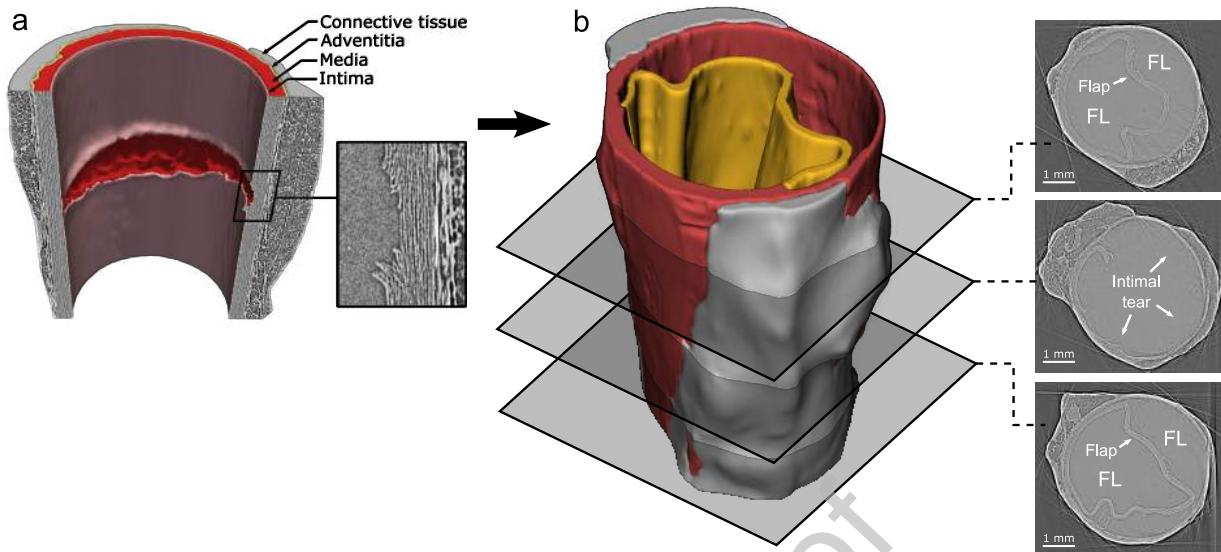 a
Connective tissue
Adventitia
Media
Intima
b
FL
Flap
FL
1 mm
Intimal
tear
1 mm
FL
Flap
FL
1 mm
of